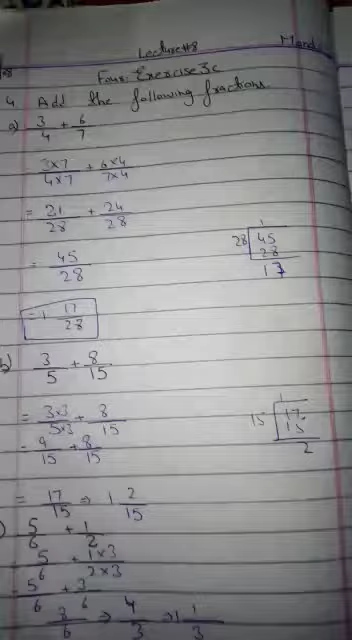 Lecture#8
Four Exercise 3c
4. Add the following fractions
a) 3/4 + 6/7
3×7/4×7 + 6×4/7×4
= 21/28 + 24/28
= 45/28
28 45
28
17
= 1 17/28
b) 3/5 + 8/15
= 3×3/5×3 + 8/15
= 9/15 + 8/15
15 17
15
2
= 17/15 ⇒ 1 2/15
) 5/6 + 1/2
5/6 + 1×3/2×3
= 5/6 + 3/6
8/6 ⇒ 4/3 ⇒ 1 1/3